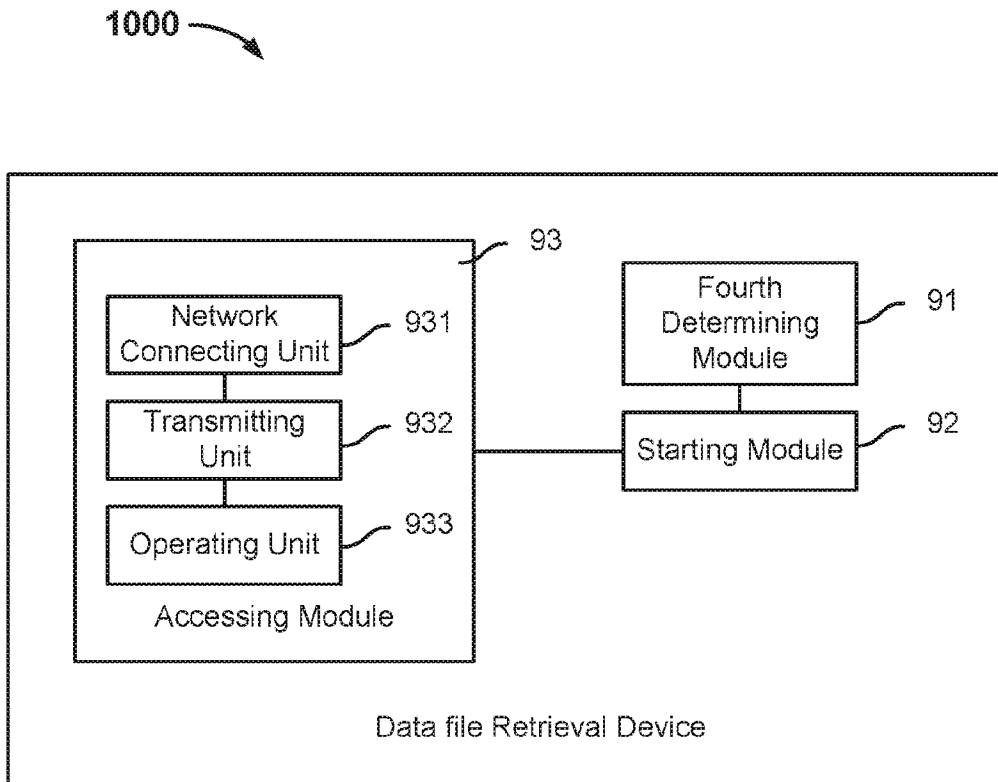 1000
93
Network
Connecting Unit
931
Transmitting
Unit
932
Operating Unit
933
Accessing Module
Fourth
Determining
Module
91
Starting Module
92
Data file Retrieval Device